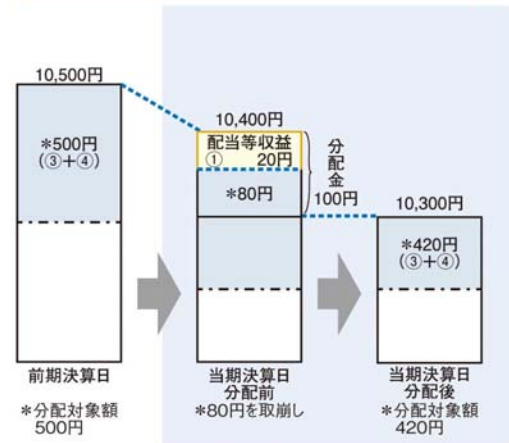 10,500円
*500円
(③+④)
前期決算日
*分配対象額
500円
10,400円
配当等収益
① 20円
*80円
分配金
100円
当期決算日
分配前
*80円を取崩し
10,300円
*420円
(③+④)
当期決算日
分配後
*分配対象額
420円